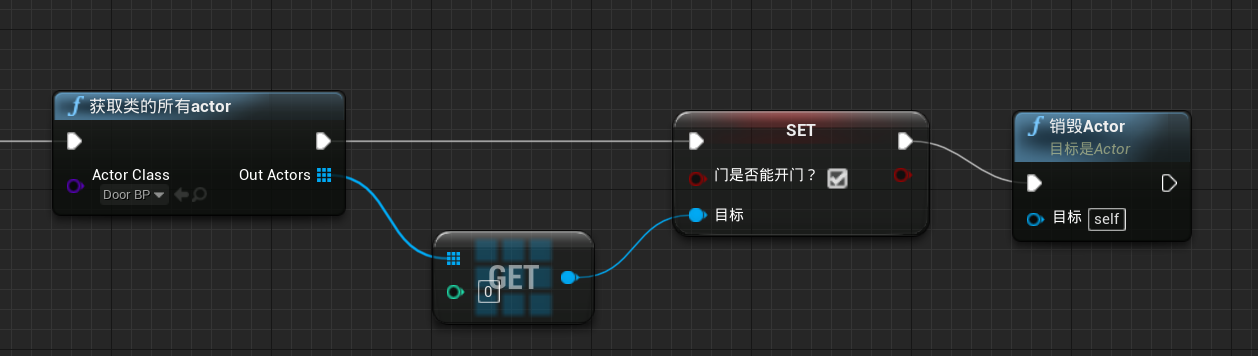 获取类的所有actor
Actor Class
Out Actors
Door BP
GET
0
SET
门是否能开门？
目标
销毁Actor
目标是Actor
目标 self